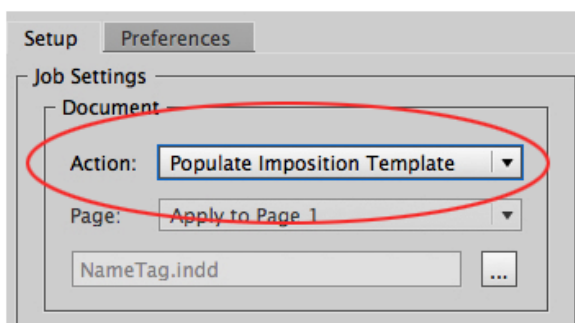 Setup Preferences
Job Settings
Document
Action: Populate Imposition Template
Page: Apply to Page 1
NameTag.indd ...